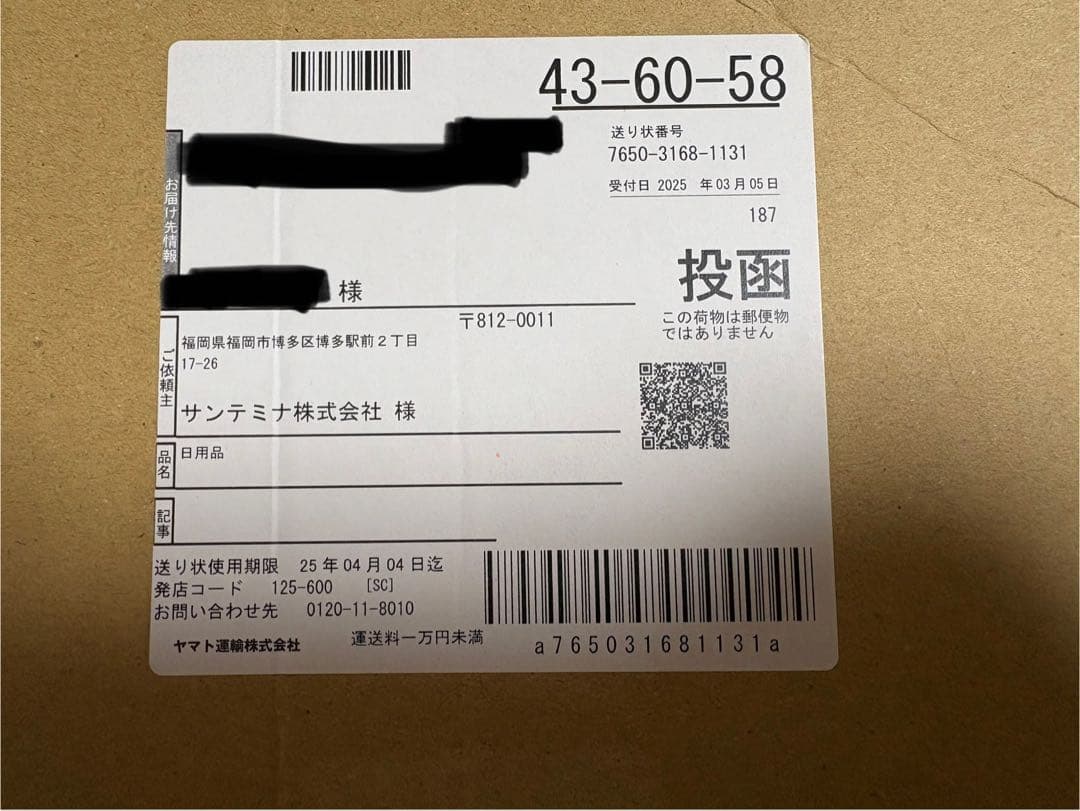 43-60-58
送り状番号
7650-3168-1131
受付日 2025 年03月05日
187
お届け先情報
投函
この荷物は郵便物
ではありません
様
〒812-0011
ご依頼主
福岡県福岡市博多区博多駅前2丁目
17-26
サンテミナ株式会社 様
品名
日用品
記事
送り状使用期限 25年04月04日迄
発店コード 125-600 [SC]
お問い合わせ先 0120-11-8010
ヤマト運輸株式会社 運送料一万円未満
a765031681131a